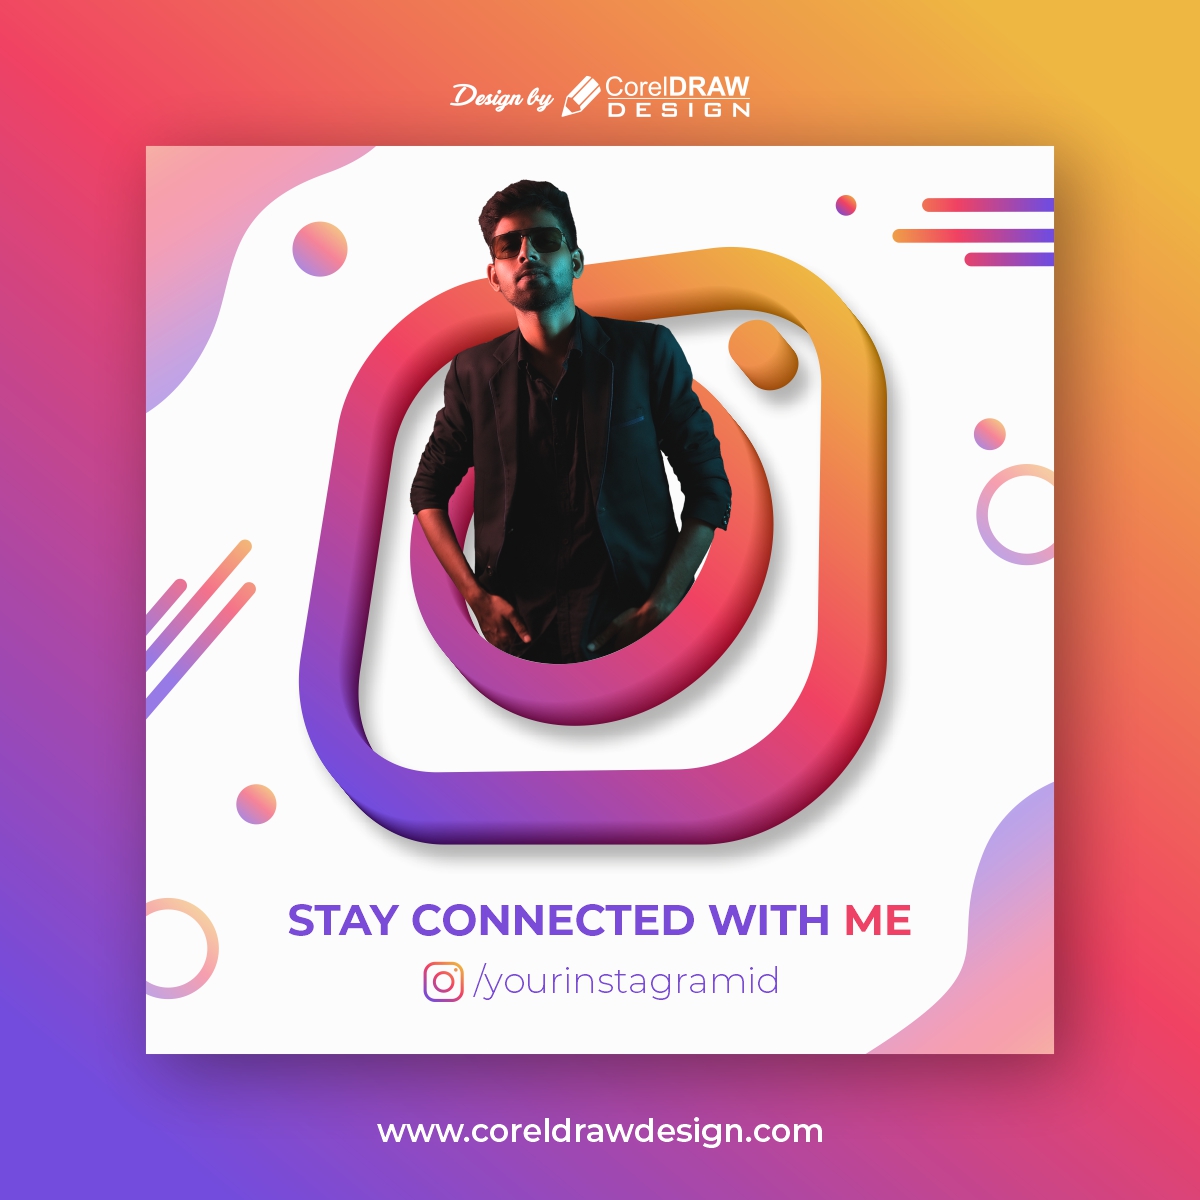 Design by CorelDRAW
DESIGN
STAY CONNECTED WITH ME
/yourinstagramid
www.coreldrawdesign.com